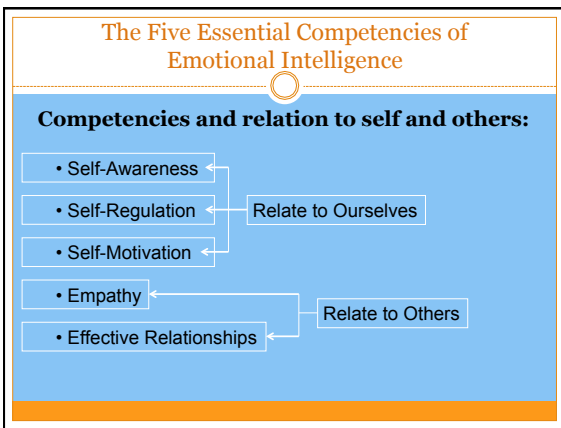 The Five Essential Competencies of
Emotional Intelligence
Competencies and relation to self and others:
• Self-Awareness
• Self-Regulation
Relate to Ourselves
• Self-Motivation
• Empathy
Relate to Others
• Effective Relationships